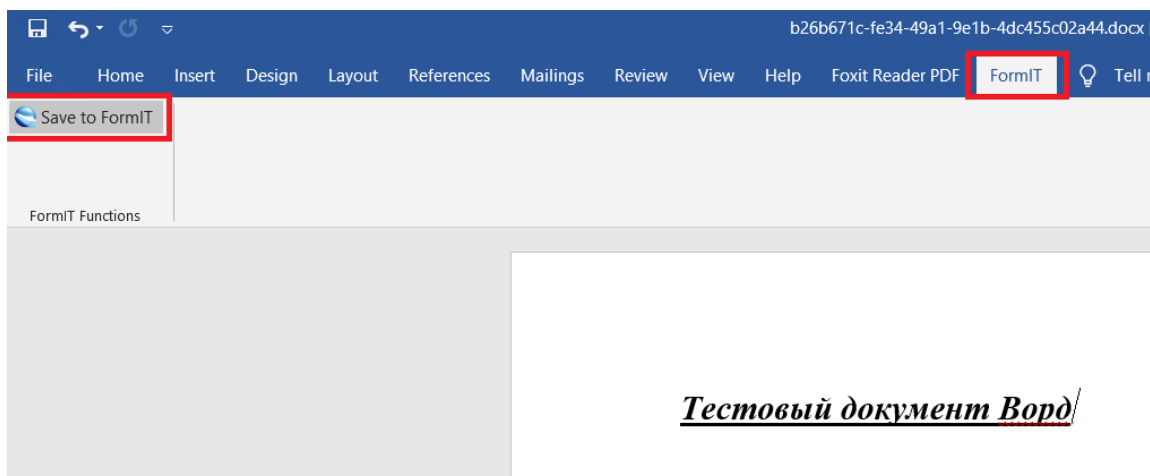 b26b671c-fe34-49a1-9e1b-4dc455c02a44.docx
File Home Insert Design Layout References Mailings Review View Help Foxit Reader PDF FormIT Tell
Save to FormIT
FormIT Functions
Тестовый документ Ворд